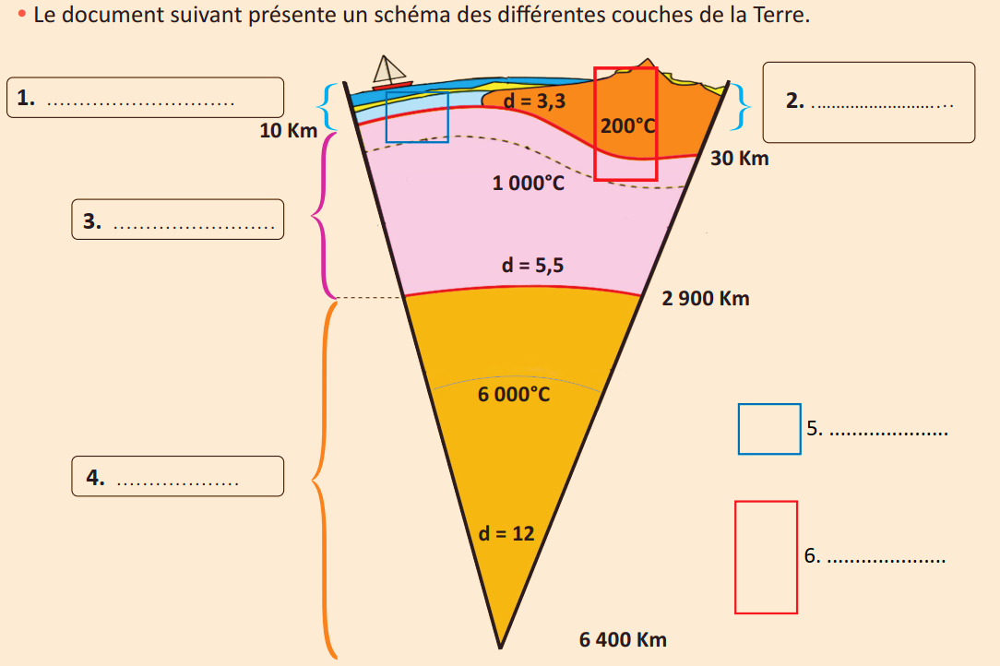 • Le document suivant présente un schéma des différentes couches de la Terre.
1. ...........................
2. ............................
10 Km
d = 3,3
200°C
30 Km
3. .........................
1 000°C
d = 5,5
2 900 Km
6 000°C
5. .....................
4. ...................
d = 12
6. .....................
6 400 Km